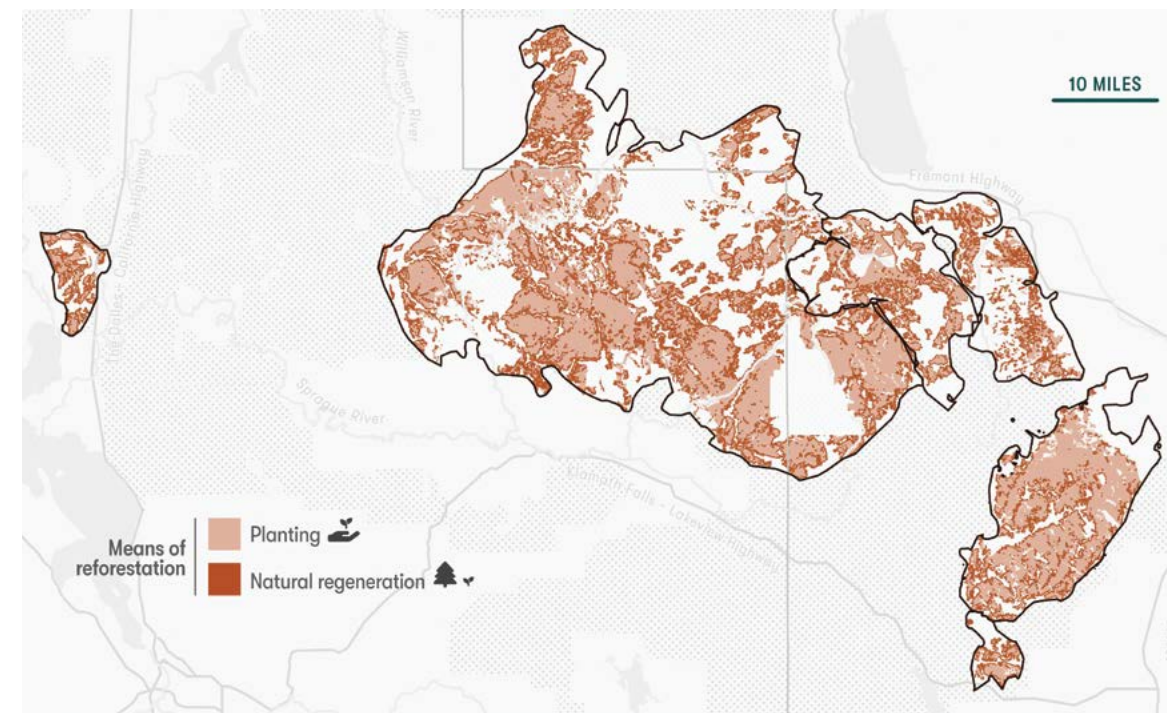 10 MILES
Williamson River
The Dalles - California Highway
Fremont Highway
Sprague River
Klamath Falls - Lakeview Highway
Means of
reforestation
Planting
Natural regeneration